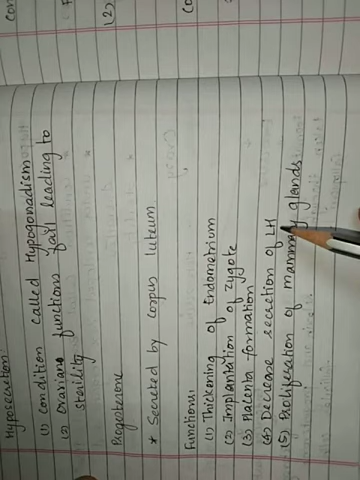 Hyposecretion:
(1) condition called Hypogonadism
(2) Ovarian functions fail leading to
sterility
Progesterone
* Secreted by corpus luteum
Functions:
(1) Thickening of Endometrium
(2) Implantation of Zygote
(3) Placenta formation
(4) Decrease secretion of LH
(5) Proliferation of mammary glands